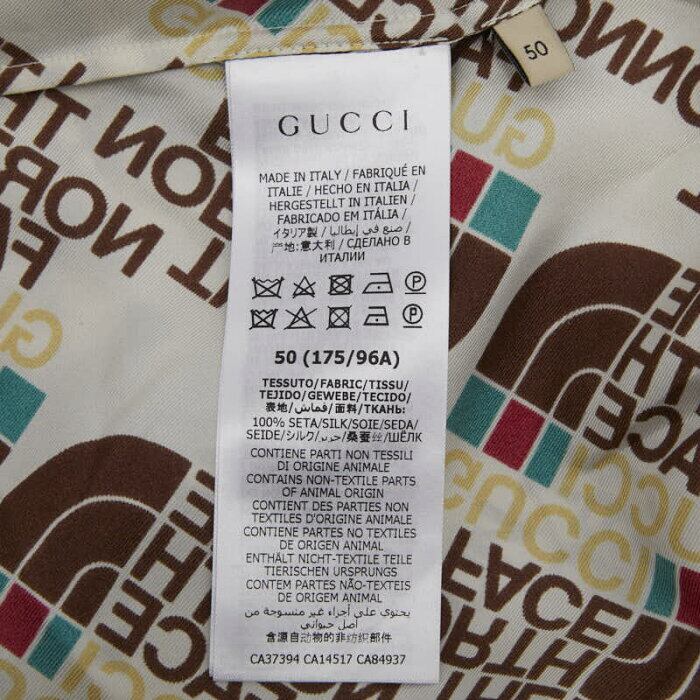 50
GUCCI
MADE IN ITALY / FABRIQUÉ EN
ITALIE / HECHO EN ITALIA /
HERGESTELLT IN ITALIEN /
FABRICADO EM ITÁLIA /
イタリア製 / صنع في إيطاليا /
产地:意大利 / СДЕЛАНО В
ИТАЛИИ
50 (175/96A)
TESSUTO/FABRIC/TISSU/
TEJIDO/GEWEBE/TECIDO/
表地/قماش/面料/ТКАНЬ:
100% SETA/SILK/SOIE/SEDA/
SEIDE/シルク/حرير/桑蚕丝/ШЁЛК
CONTIENE PARTI NON TESSILI
DI ORIGINE ANIMALE
CONTAINS NON-TEXTILE PARTS
OF ANIMAL ORIGIN
CONTIENT DES PARTIES NON
TEXTILES D'ORIGINE ANIMALE
CONTIENE PARTES NO TEXTILES
DE ORIGEN ANIMAL
ENTHÄLT NICHT-TEXTILE TEILE
TIERISCHEN URSPRUNGS
CONTEM PARTES NÃO-TEXTEIS
DE ORIGEM ANIMAL
يحتوي على أجزاء غير منسوجة من
أصل حيواني
含源自动物的非纺织部件
CA37394 CA14517 CA84937
THE
FACE
GUCCI
THE
NORTH
FACE